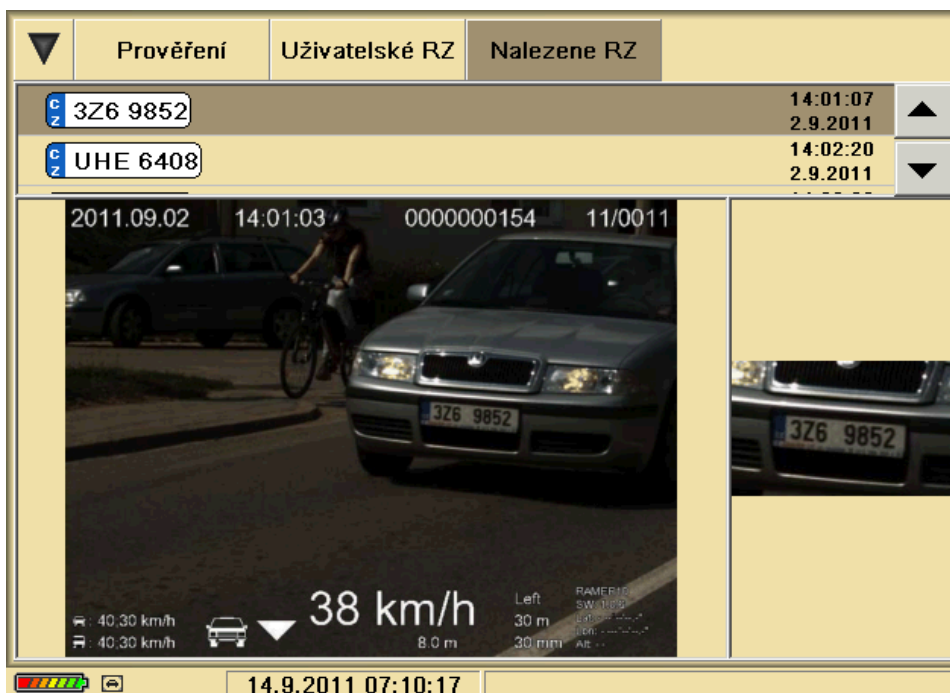 Prověření
Uživatelské RZ
Nalezene RZ
CZ 3Z6 9852
14:01:07
2.9.2011
CZ UHE 6408
14:02:20
2.9.2011
2011.09.02 14:01:03 0000000154 11/0011
3Z6 9852
3Z6 9852
38 km/h
8.0 m
: 40;30 km/h
: 40;30 km/h
Left
30 m
30 mm
RAMER10
Alt: --
14.9.2011 07:10:17